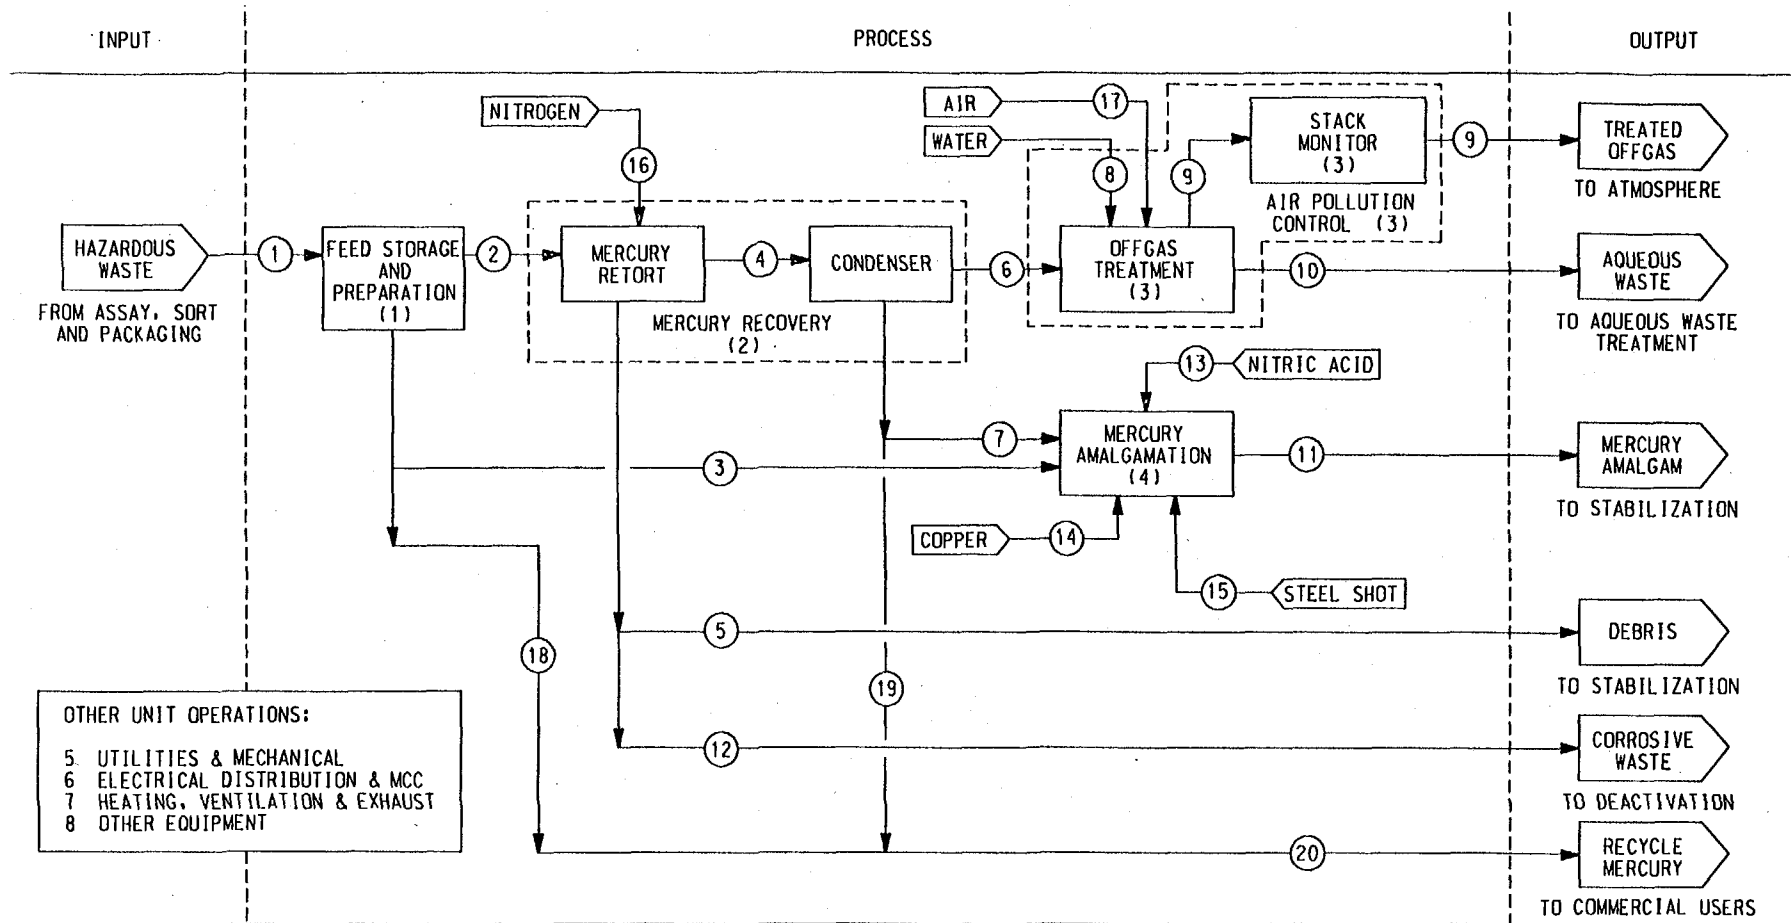 INPUT
PROCESS
OUTPUT
NITROGEN
16
AIR
17
WATER
8
9
STACK
MONITOR
(3)
9
TREATED
OFFGAS
TO ATMOSPHERE
AIR POLLUTION
CONTROL (3)
HAZARDOUS
WASTE
FROM ASSAY, SORT
AND PACKAGING
1
FEED STORAGE
AND
PREPARATION
(1)
2
MERCURY
RETORT
4
CONDENSER
MERCURY RECOVERY
(2)
6
OFFGAS
TREATMENT
(3)
10
AQUEOUS
WASTE
TO AQUEOUS WASTE
TREATMENT
13
NITRIC ACID
7
3
MERCURY
AMALGAMATION
(4)
11
MERCURY
AMALGAM
TO STABILIZATION
COPPER
14
15
STEEL SHOT
5
DEBRIS
TO STABILIZATION
18
19
12
CORROSIVE
WASTE
TO DEACTIVATION
20
RECYCLE
MERCURY
TO COMMERCIAL USERS
OTHER UNIT OPERATIONS:
5 UTILITIES & MECHANICAL
6 ELECTRICAL DISTRIBUTION & MCC
7 HEATING, VENTILATION & EXHAUST
8 OTHER EQUIPMENT